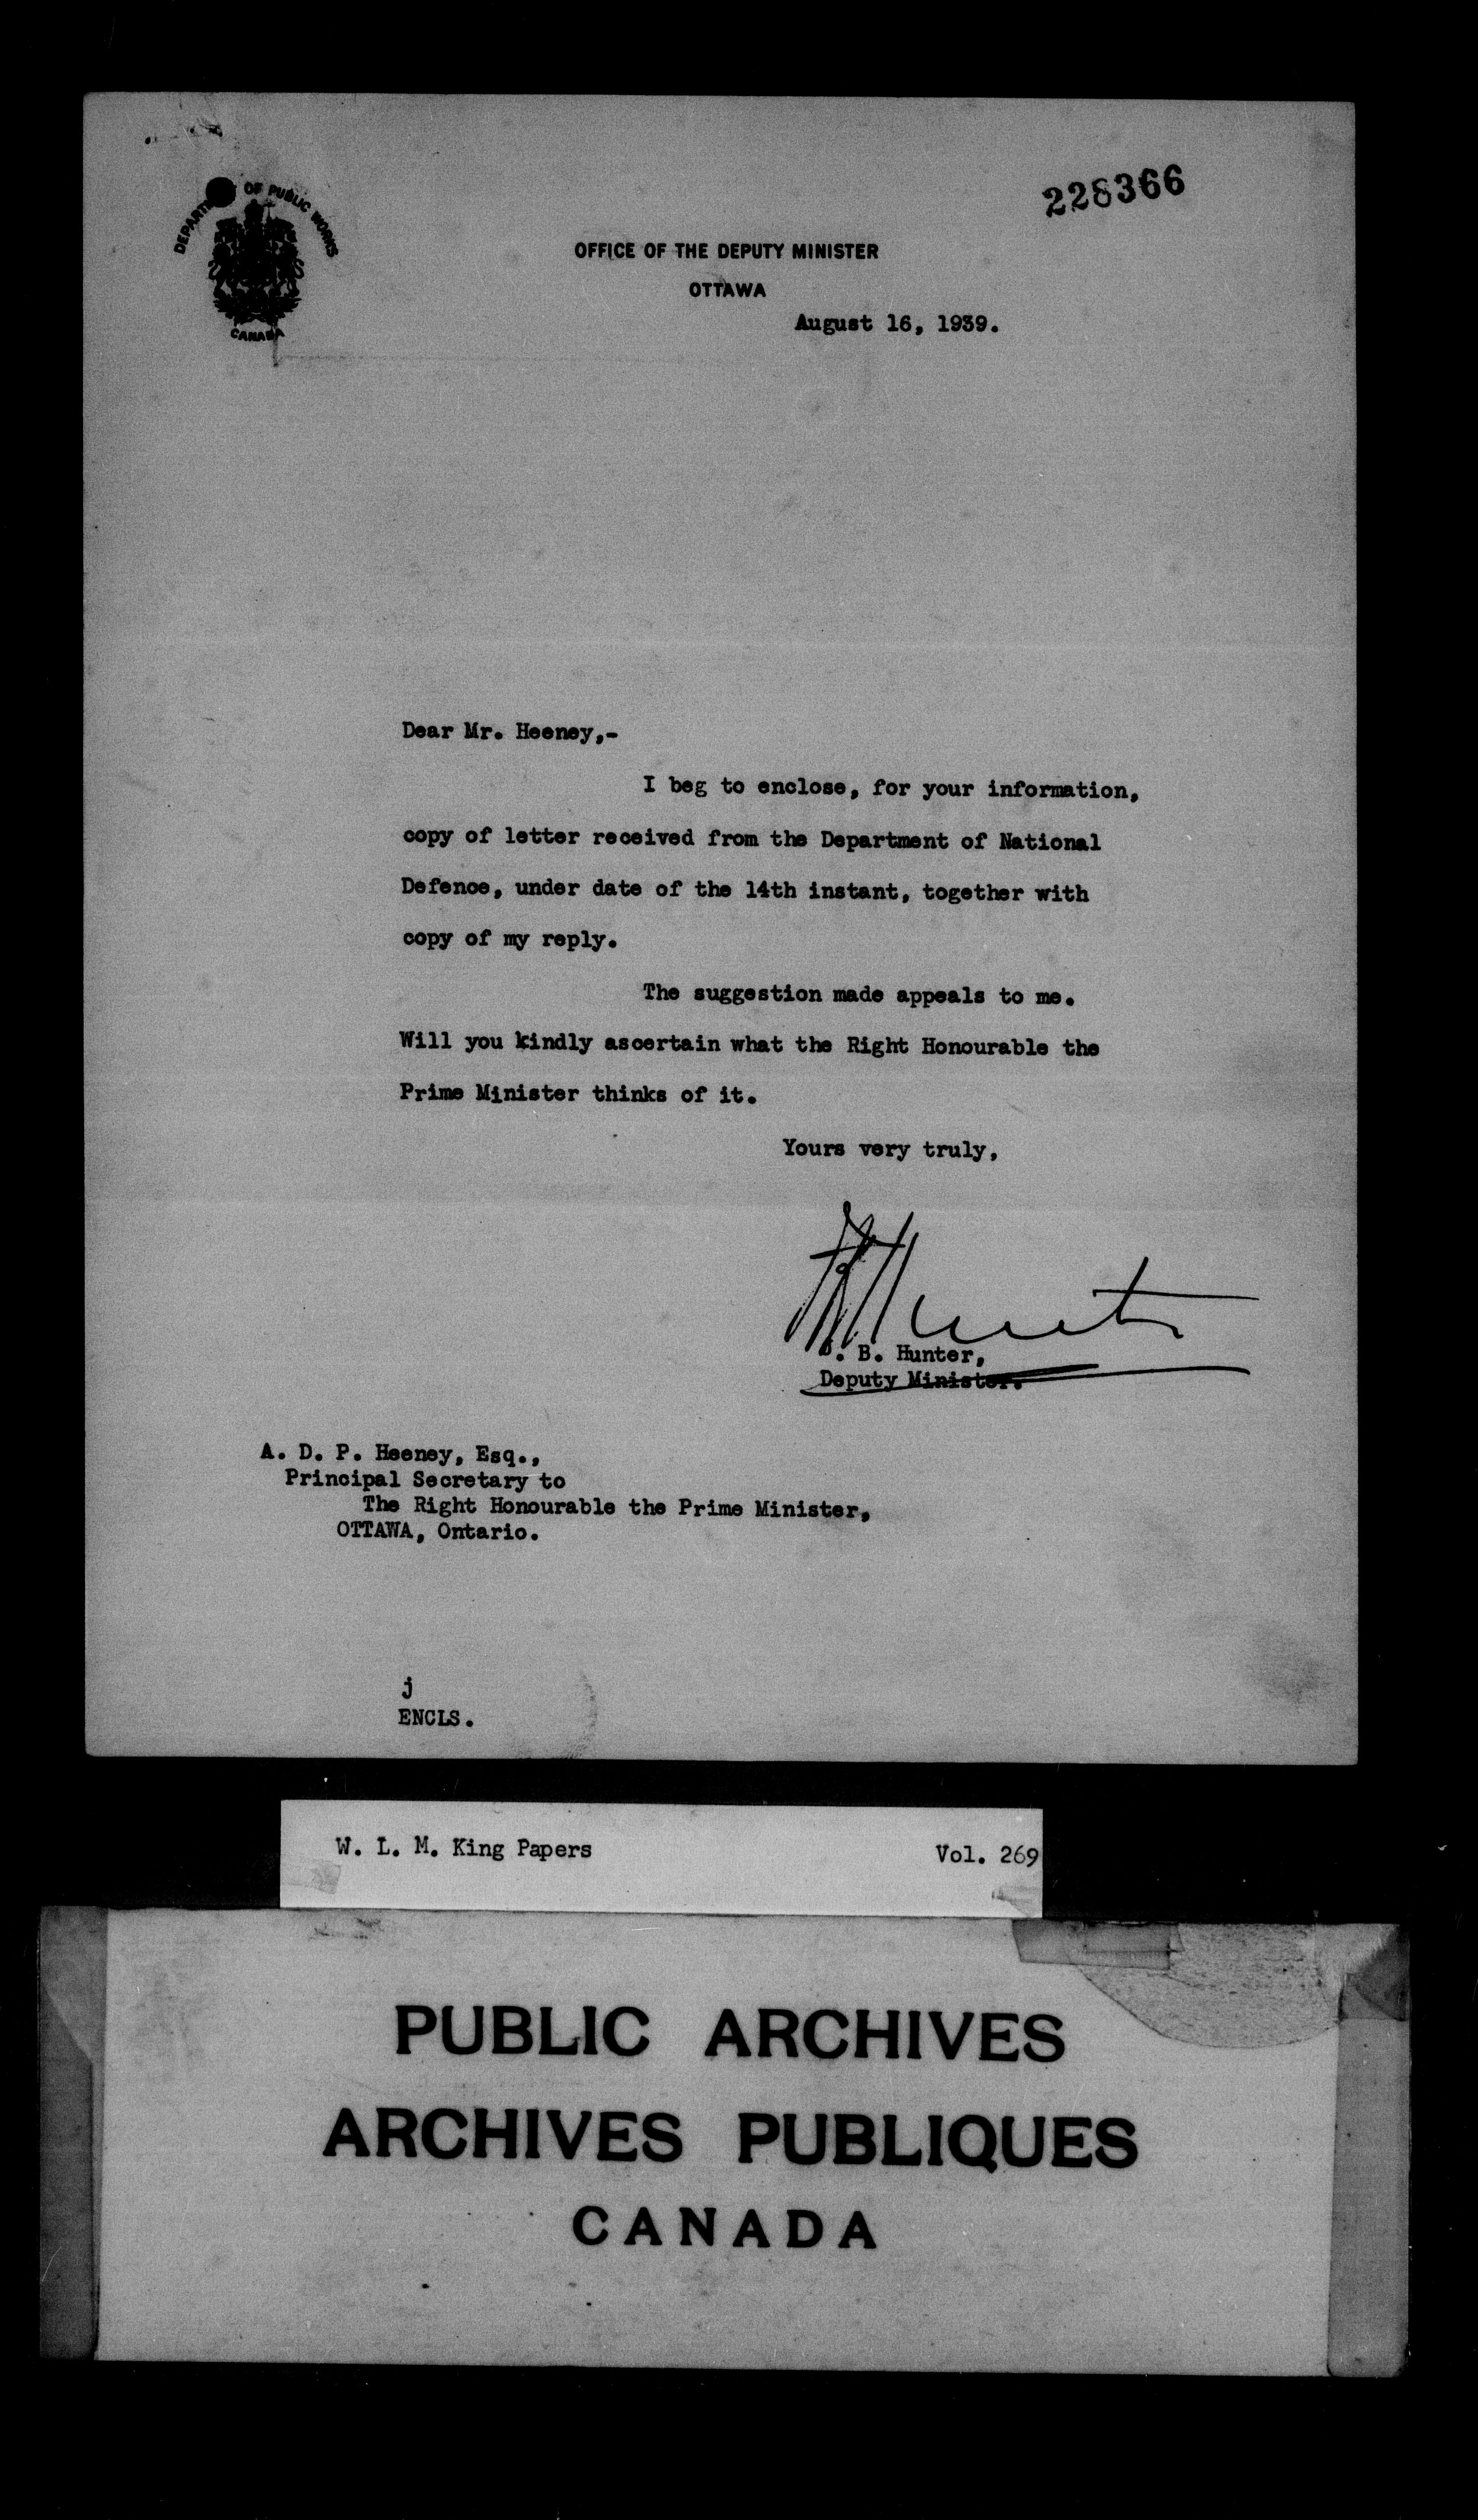 228366
OF PUBLIC WORKS
CANADA
OFFICE OF THE DEPUTY MINISTER
OTTAWA
August 16, 1939.
Dear Mr. Heeney,-
I beg to enclose, for your information,
copy of letter received from the Department of National
Defence, under date of the 14th instant, together with
copy of my reply.
The suggestion made appeals to me.
Will you kindly ascertain what the Right Honourable the
Prime Minister thinks of it.
Yours very truly,
J. B. Hunter,
Deputy Minister.
A. D. P. Heeney, Esq.,
Principal Secretary to
The Right Honourable the Prime Minister,
OTTAWA, Ontario.
j
ENCLS.
W. L. M. King Papers Vol. 269
PUBLIC ARCHIVES
ARCHIVES PUBLIQUES
CANADA